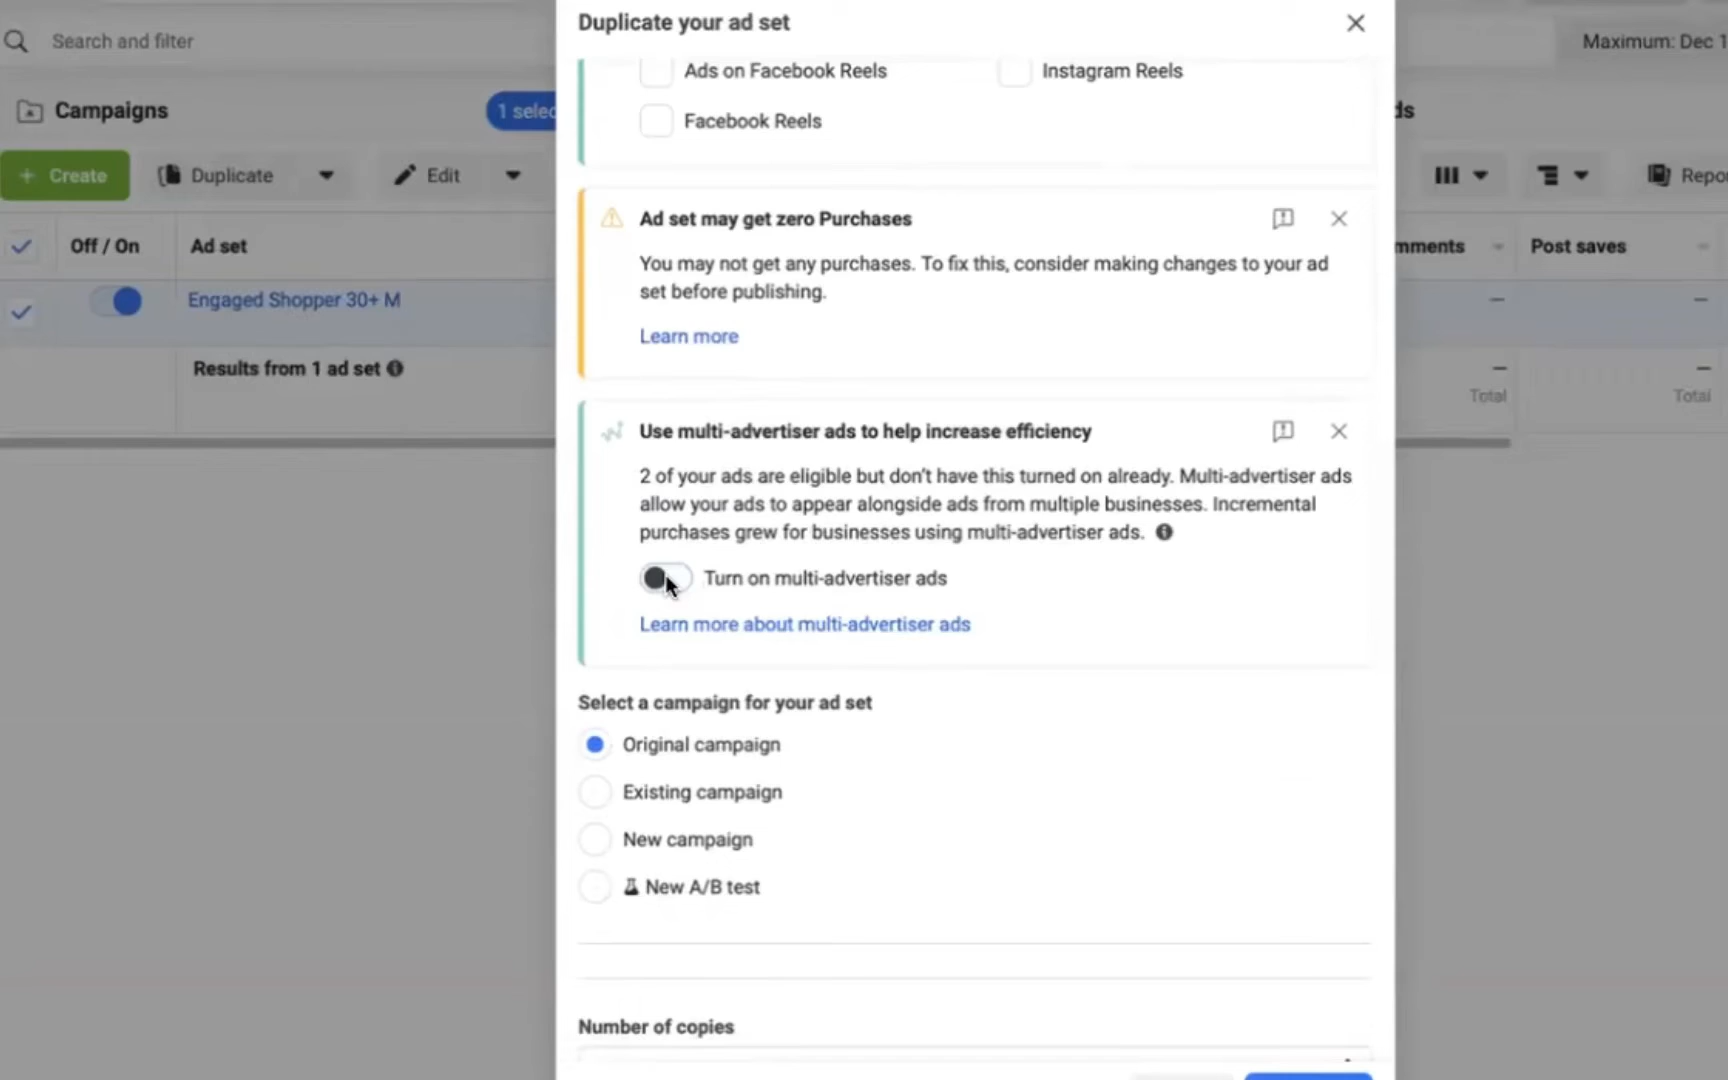 Duplicate your ad set
Search and filter
Maximum: Dec 1
Ads on Facebook Reels
Instagram Reels
Facebook Reels
Campaigns
1 selec
ds
+ Create
Duplicate
Edit
Repo
Ad set may get zero Purchases
You may not get any purchases. To fix this, consider making changes to your ad
set before publishing.
Learn more
Off / On
Ad set
mments
Post saves
Engaged Shopper 30+ M
—
—
Results from 1 ad set
—
—
Total
Total
Use multi-advertiser ads to help increase efficiency
2 of your ads are eligible but don't have this turned on already. Multi-advertiser ads
allow your ads to appear alongside ads from multiple businesses. Incremental
purchases grew for businesses using multi-advertiser ads.
Turn on multi-advertiser ads
Learn more about multi-advertiser ads
Select a campaign for your ad set
Original campaign
Existing campaign
New campaign
New A/B test
Number of copies